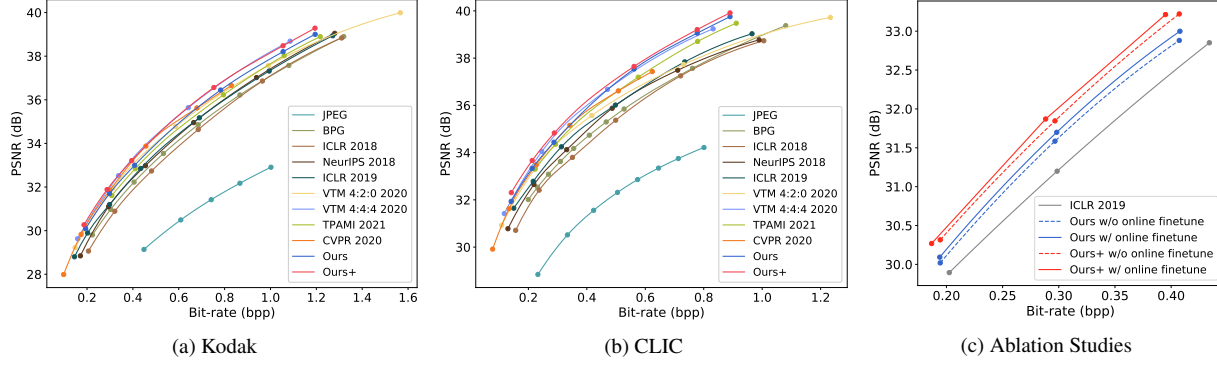 PSNR (dB)
40
38
36
34
32
30
28
0.2
0.4
0.6
0.8
1.0
1.2
1.4
1.6
Bit-rate (bpp)
JPEG
BPG
ICLR 2018
NeurIPS 2018
ICLR 2019
VTM 4:2:0 2020
VTM 4:4:4 2020
TPAMI 2021
CVPR 2020
Ours
Ours+
(a) Kodak
PSNR (dB)
40
38
36
34
32
30
0.2
0.4
0.6
0.8
1.0
1.2
Bit-rate (bpp)
JPEG
BPG
ICLR 2018
NeurIPS 2018
ICLR 2019
VTM 4:2:0 2020
VTM 4:4:4 2020
TPAMI 2021
CVPR 2020
Ours
Ours+
(b) CLIC
PSNR (dB)
33.0
32.5
32.0
31.5
31.0
30.5
30.0
0.20
0.25
0.30
0.35
0.40
Bit-rate (bpp)
ICLR 2019
Ours w/o online finetune
Ours w/ online finetune
Ours+ w/o online finetune
Ours+ w/ online finetune
(c) Ablation Studies